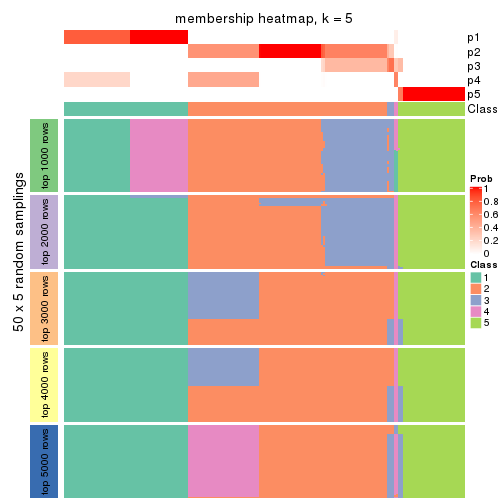 membership heatmap, k = 5
p1
p2
p3
p4
p5
Class
50 x 5 random samplings
top 1000 rows
top 2000 rows
top 3000 rows
top 4000 rows
top 5000 rows
Prob
1
0.8
0.6
0.4
0.2
0
Class
1
2
3
4
5